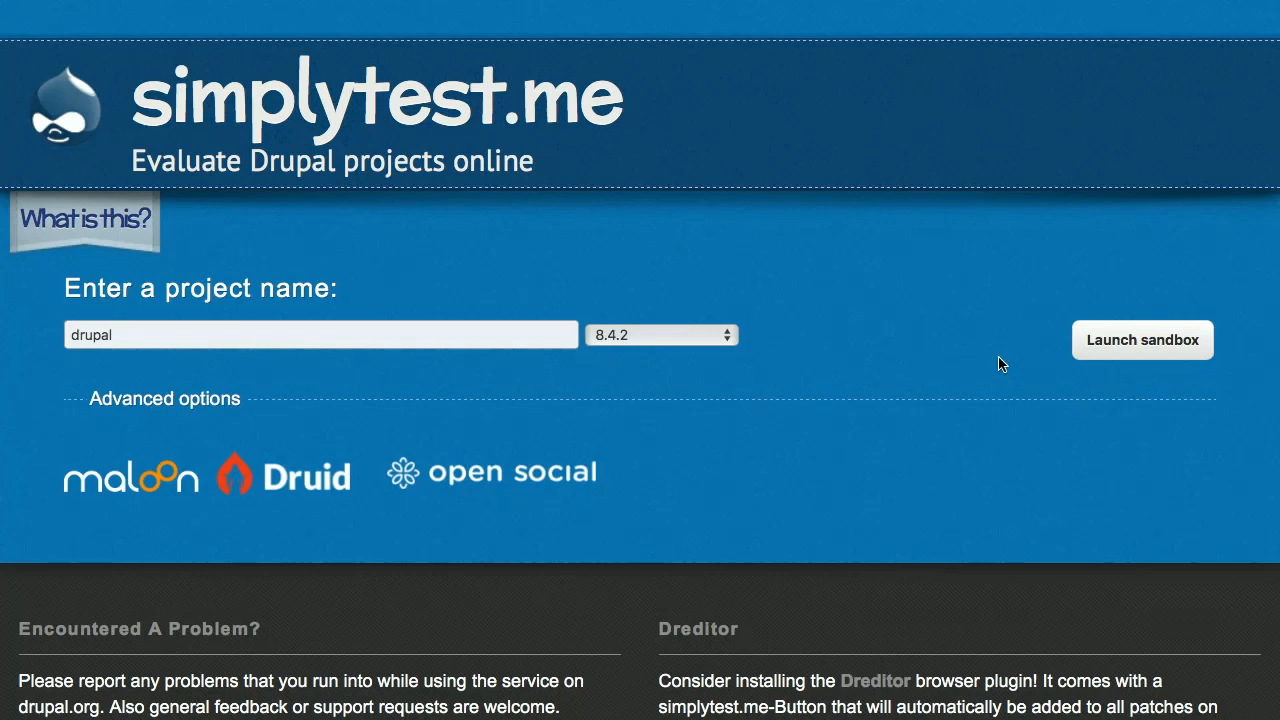 simplytest.me
Evaluate Drupal projects online
What is this?
Enter a project name:
drupal
8.4.2
Launch sandbox
Advanced options
maloon
Druid
open social
Encountered A Problem?
Please report any problems that you run into while using the service on
drupal.org. Also general feedback or support requests are welcome.
Dreditor
Consider installing the Dreditor browser plugin! It comes with a
simplytest.me-Button that will automatically be added to all patches on